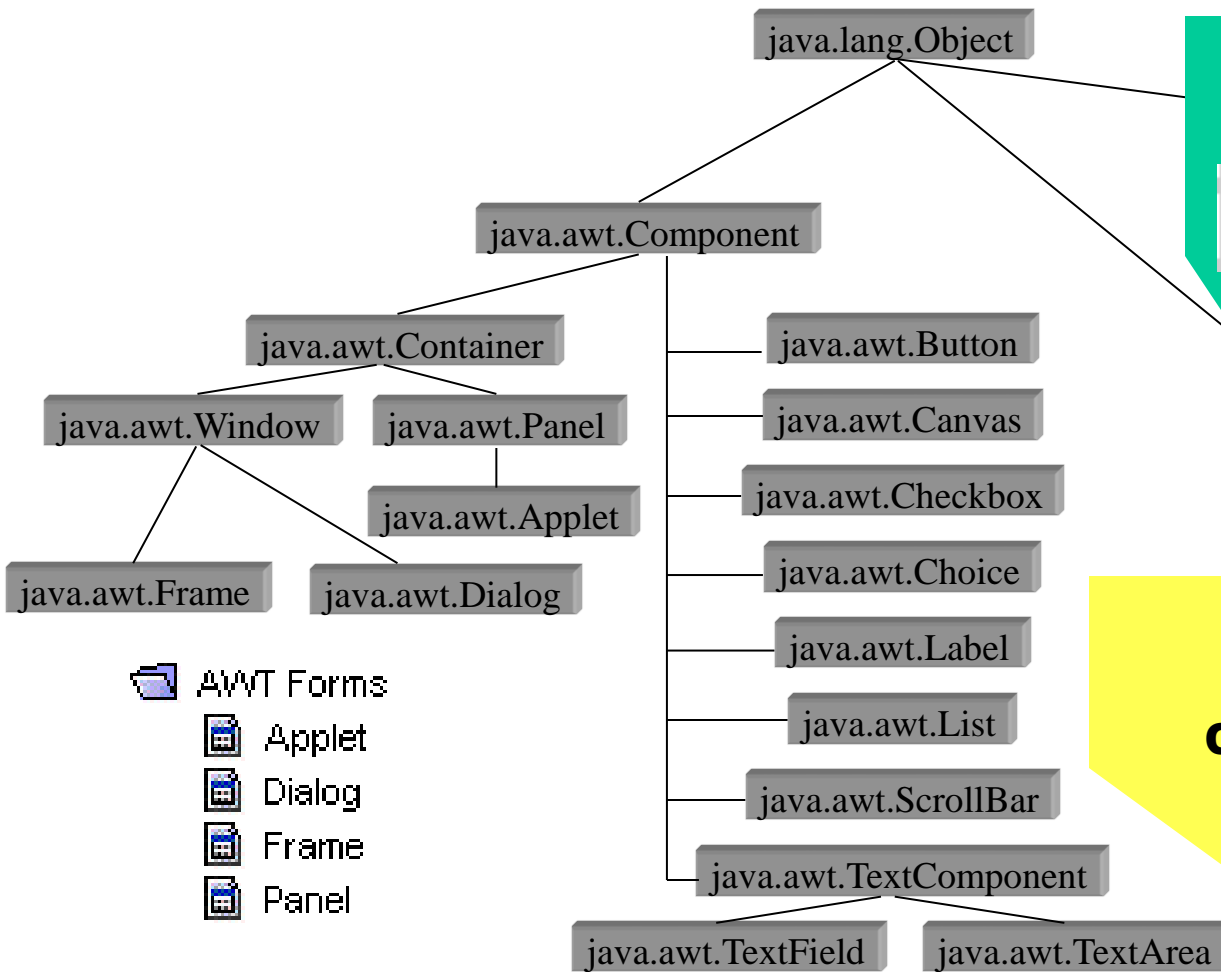 java.lang.Object
java.awt.Component
java.awt.Container
java.awt.Button
java.awt.Window
java.awt.Panel
java.awt.Canvas
java.awt.Applet
java.awt.Checkbox
java.awt.Frame
java.awt.Dialog
java.awt.Choice
java.awt.Label
java.awt.List
java.awt.ScrollBar
java.awt.TextComponent
java.awt.TextField
java.awt.TextArea
AWT Forms
Applet
Dialog
Frame
Panel